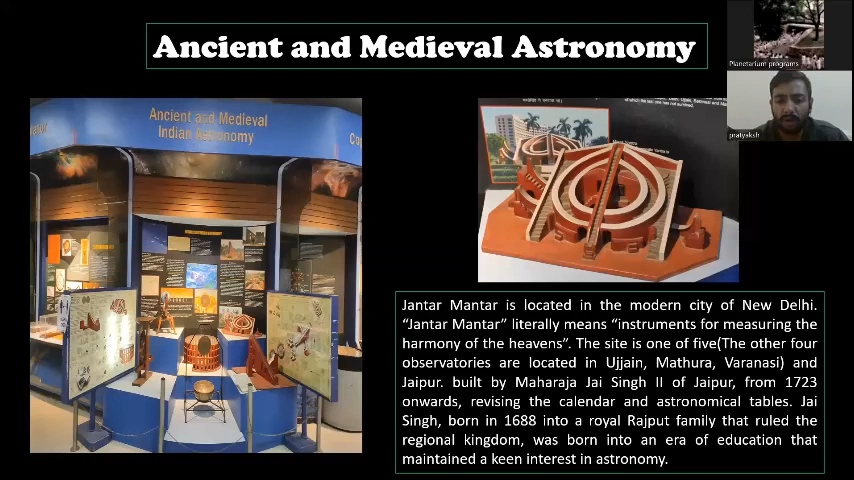 Ancient and Medieval Astronomy
Planetarium programs
pratyaksh
Ancient and Medieval
Indian Astronomy
Jantar Mantar is located in the modern city of New Delhi.
“Jantar Mantar” literally means “instruments for measuring the
harmony of the heavens”. The site is one of five(The other four
observatories are located in Ujjain, Mathura, Varanasi) and
Jaipur. built by Maharaja Jai Singh II of Jaipur, from 1723
onwards, revising the calendar and astronomical tables. Jai
Singh, born in 1688 into a royal Rajput family that ruled the
regional kingdom, was born into an era of education that
maintained a keen interest in astronomy.